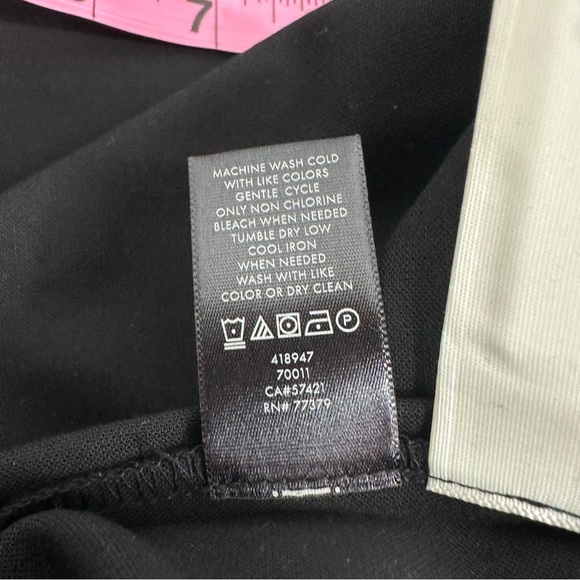 7
MACHINE WASH COLD
WITH LIKE COLORS
GENTLE CYCLE
ONLY NON CHLORINE
BLEACH WHEN NEEDED
TUMBLE DRY LOW
COOL IRON
WHEN NEEDED
WASH WITH LIKE
COLOR OR DRY CLEAN
P
418947
70011
CA#57421
RN# 77379